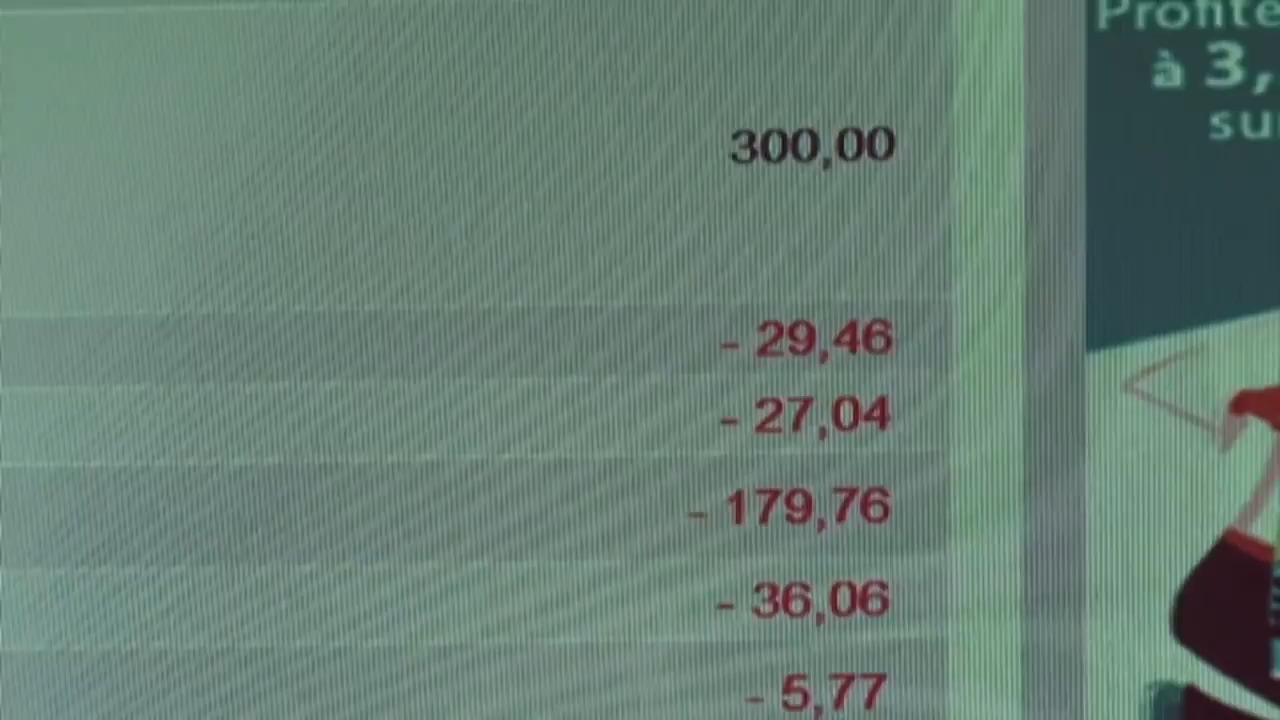 Profite
à 3,
su
300,00
- 29,46
- 27,04
- 179,76
- 36,06
- 5,77